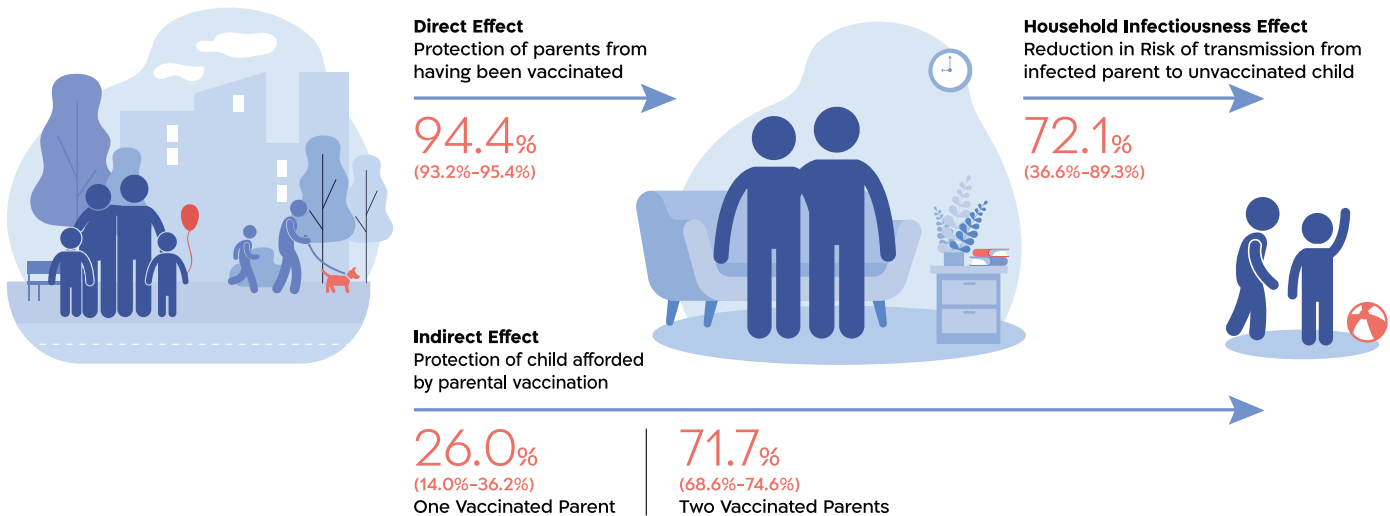 Direct Effect
Protection of parents from
having been vaccinated
94.4%
(93.2%–95.4%)
Household Infectiousness Effect
Reduction in Risk of transmission from
infected parent to unvaccinated child
72.1%
(36.6%–89.3%)
Indirect Effect
Protection of child afforded
by parental vaccination
26.0%
(14.0%–36.2%)
One Vaccinated Parent
71.7%
(68.6%–74.6%)
Two Vaccinated Parents